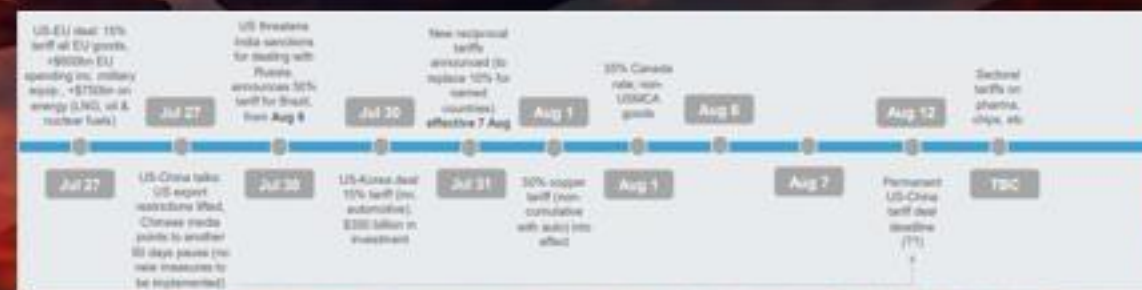 US-EU deal: 15%
tariff all EU goods,
+$600bn EU
spending inc. military
equip., +$750bn on
energy (LNG, oil &
nuclear fuels)
Jul 27
Jul 27
US-China talks:
US export
restrictions lifted,
Chinese media
points to another
90 days pause (no
new measures to
be implemented)
US threatens
India sanctions
for dealing with
Russia,
announces 50%
tariff for Brazil,
from Aug 6
Jul 30
Jul 30
US-Korea deal
15% tariff (inc.
automotive),
$350 billion in
investment
New reciprocal
tariffs
announced (to
replace 10% for
named
countries)
effective 7 Aug
Jul 31
Aug 1
50% copper
tariff (non-
cumulative
with auto) into
effect
35% Canada
rate, non-
USMCA
goods
Aug 1
Aug 6
Aug 7
Aug 12
Permanent
US-China
tariff deal
deadline
(??)
Sectoral
tariffs on
pharma,
chips, etc
TBC